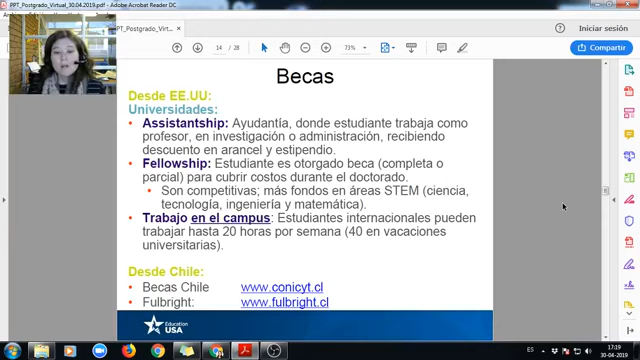 PPT_Postgrado_Virtual_30.04.2019.pdf - Adobe Acrobat Reader DC
PPT_Postgrado_Virt...
Iniciar sesión
14 / 28
73%
Compartir
Becas
Desde EE.UU:
Universidades:
• Assistantship: Ayudantía, donde estudiante trabaja como
profesor, en investigación o administración, recibiendo
descuento en arancel y estipendio.
• Fellowship: Estudiante es otorgado beca (completa o
parcial) para cubrir costos durante el doctorado.
• Son competitivas; más fondos en áreas STEM (ciencia,
tecnología, ingeniería y matemática).
• Trabajo en el campus: Estudiantes internacionales pueden
trabajar hasta 20 horas por semana (40 en vacaciones
universitarias).
Desde Chile:
• Becas Chile www.conicyt.cl
• Fulbright: www.fulbright.cl
Education
USA
ES
17:19
30-04-2019